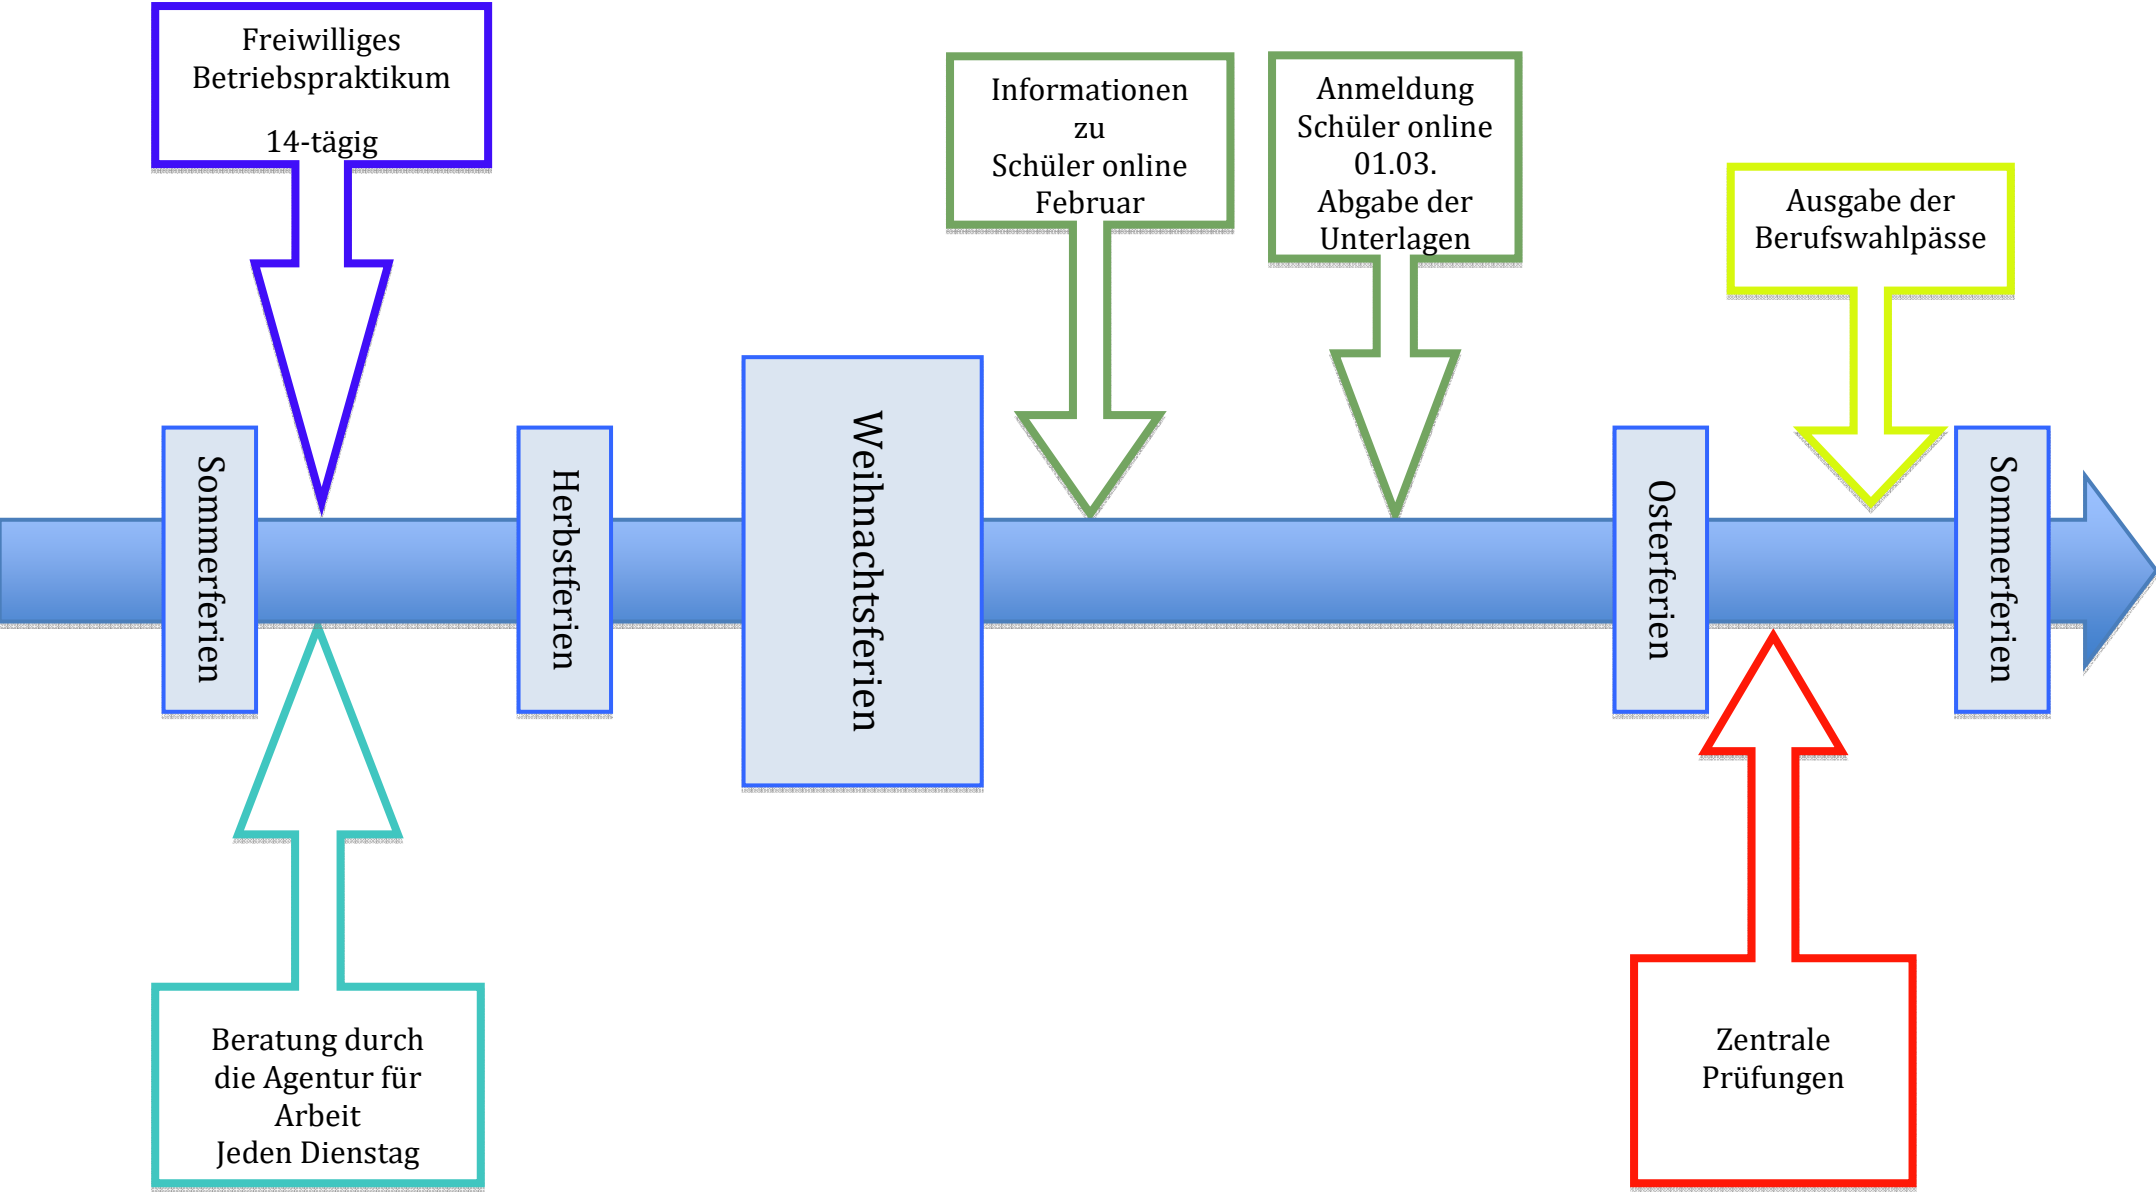 Freiwilliges
Betriebspraktikum
14-tägig
Informationen
zu
Schüler online
Februar
Anmeldung
Schüler online
01.03.
Abgabe der
Unterlagen
Ausgabe der
Berufswahlpässe
Sommerferien
Herbstferien
Weihnachtsferien
Osterferien
Sommerferien
Beratung durch
die Agentur für
Arbeit
Jeden Dienstag
Zentrale
Prüfungen